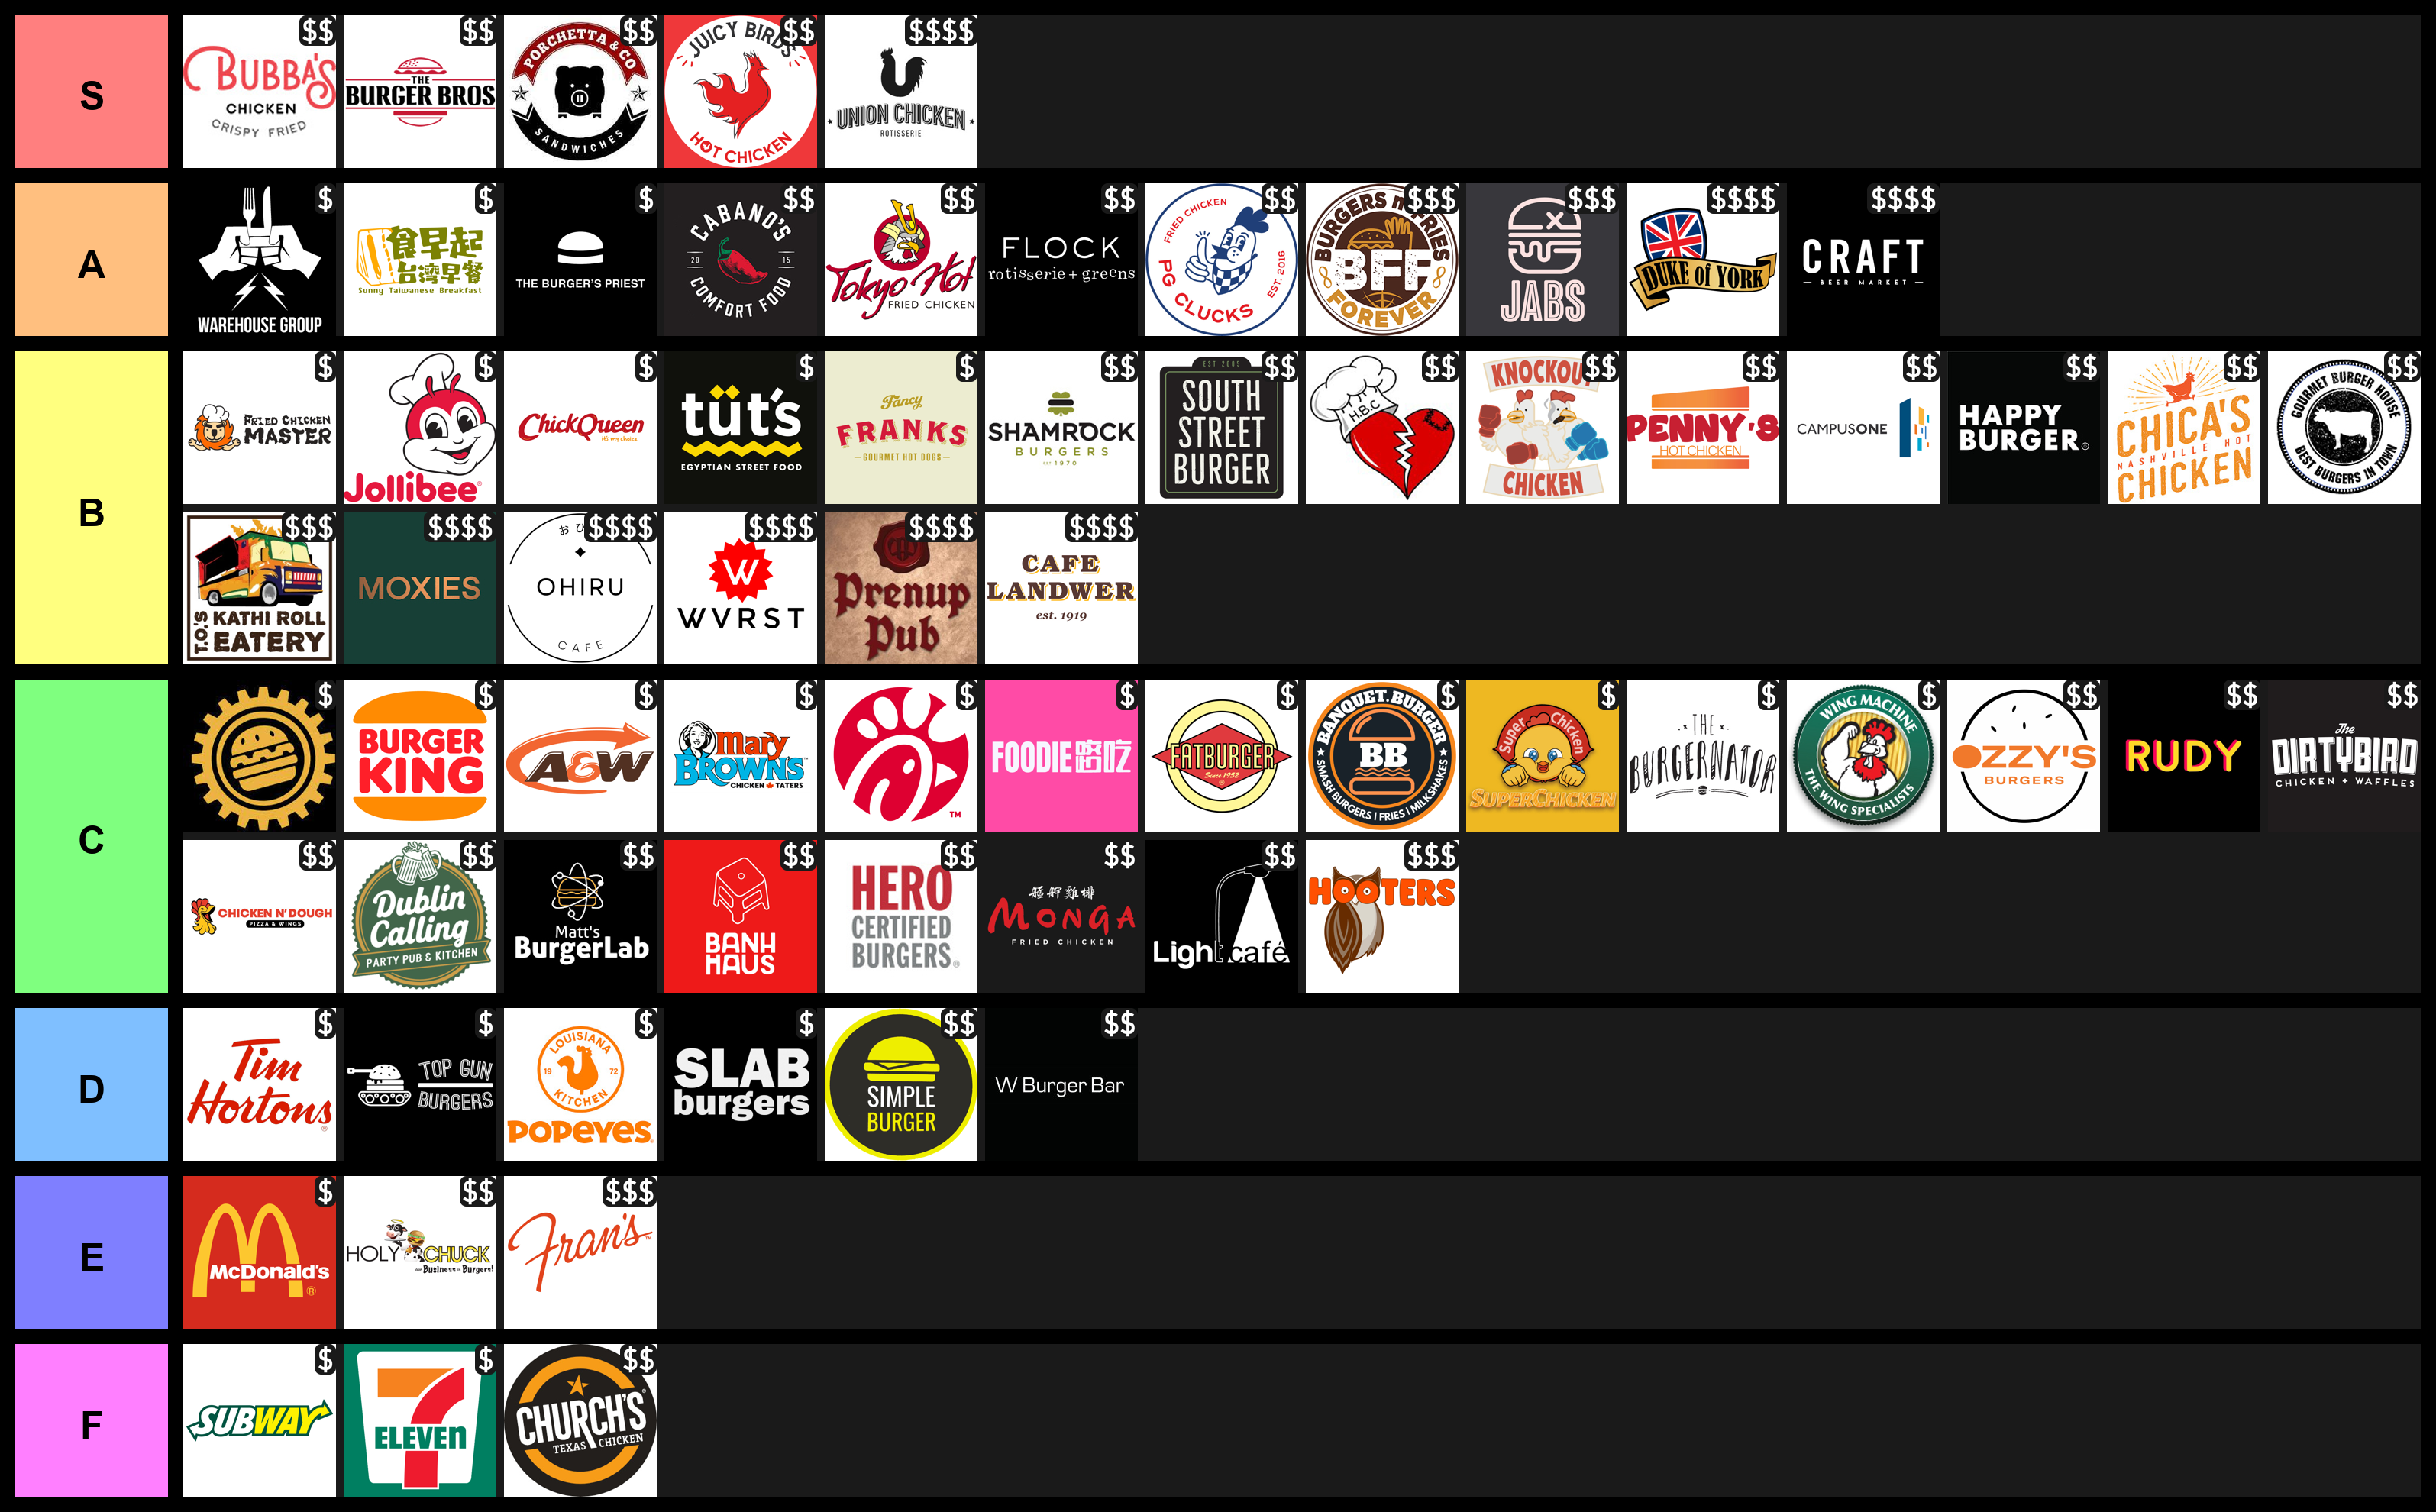 S
$$
BUBBA'S
CHICKEN
CRISPY FRIED
$$
THE
BURGER BROS
$$
PORCHETTA & CO
SANDWICHES
$$
JUICY BIRDS
HOT CHICKEN
$$$$
UNION CHICKEN
ROTISSERIE
A
$
WAREHOUSE GROUP
$
食早起
台湾早餐
Sunny Taiwanese Breakfast
$
THE BURGER'S PRIEST
$$
CABANO'S
20 15
COMFORT FOOD
$$
Tokyo Hot
FRIED CHICKEN
$$
FLOCK
rotisserie + greens
$$
FRIED CHICKEN
PG CLUCKS
EST. 2016
$$$
BURGERS n' FRIES
BFF
FOREVER
$$$
JABS
$$$$
DUKE of YORK
$$$$
CRAFT
BEER MARKET
B
$
FRIED CHICKEN
MASTER
$
Jollibee®
$
ChickQueen
it's my choice
$
tüt's
EGYPTIAN STREET FOOD
$
Fancy
FRANKS
GOURMET HOT DOGS
$$
SHAMROCK
BURGERS
EST 1970
$$
EST 2005
SOUTH
STREET
BURGER
$$
H.B.C
$$
KNOCKOUT
CHICKEN
$$
PENNY'S
HOT CHICKEN
$$
CAMPUSONE
$$
HAPPY
BURGER
$$
CHICA'S
NASHVILLE HOT
CHICKEN
$$
GOURMET BURGER HOUSE
BEST BURGERS IN TOWN
$$$
T.O.'S
KATHI ROLL
EATERY
$$$$
MOXIES
$$$$
おひ
OHIRU
CAFE
$$$$
W
WVRST
$$$$
Prenup
Pub
$$$$
CAFE
LANDWER
est. 1919
C
$
$
BURGER
KING
$
A&W
$
Mary
BROWN'S
CHICKEN TATERS
$
TM
$
FOODIE
$
FATBURGER
Since 1952
$
BANQUET BURGER
BB
SMASH BURGERS | FRIES | MILKSHAKES
$
Super Chicken
SUPERCHICKEN
$
THE
BURGERNATOR
$
WING MACHINE
THE WING SPECIALISTS
$$
OZZY'S
BURGERS
$$
RUDY
$$
The
DIRTYBIRD
CHICKEN + WAFFLES
$$
CHICKEN N' DOUGH
PIZZA & WINGS
$$
Dublin
Calling
PARTY PUB & KITCHEN
$$
Matt's
BurgerLab
$$
BANH
HAUS
$$
HERO
CERTIFIED
BURGERS®
$$
艋舺雞排
MONGA
FRIED CHICKEN
$$
Light café
$$$
HOOTERS
D
$
Tim
Hortons®
$
TOP GUN
BURGERS
$
LOUISIANA
19 72
KITCHEN
POPEYES
$
SLAB
burgers
$$
SIMPLE
BURGER
$$
W Burger Bar
E
$
McDonald's
®
$$
HOLY CHUCK
our Business is Burgers!
$$$
Fran's
F
$
SUBWAY
$
7
ELEVEn
$$
CHURCH'S
TEXAS CHICKEN